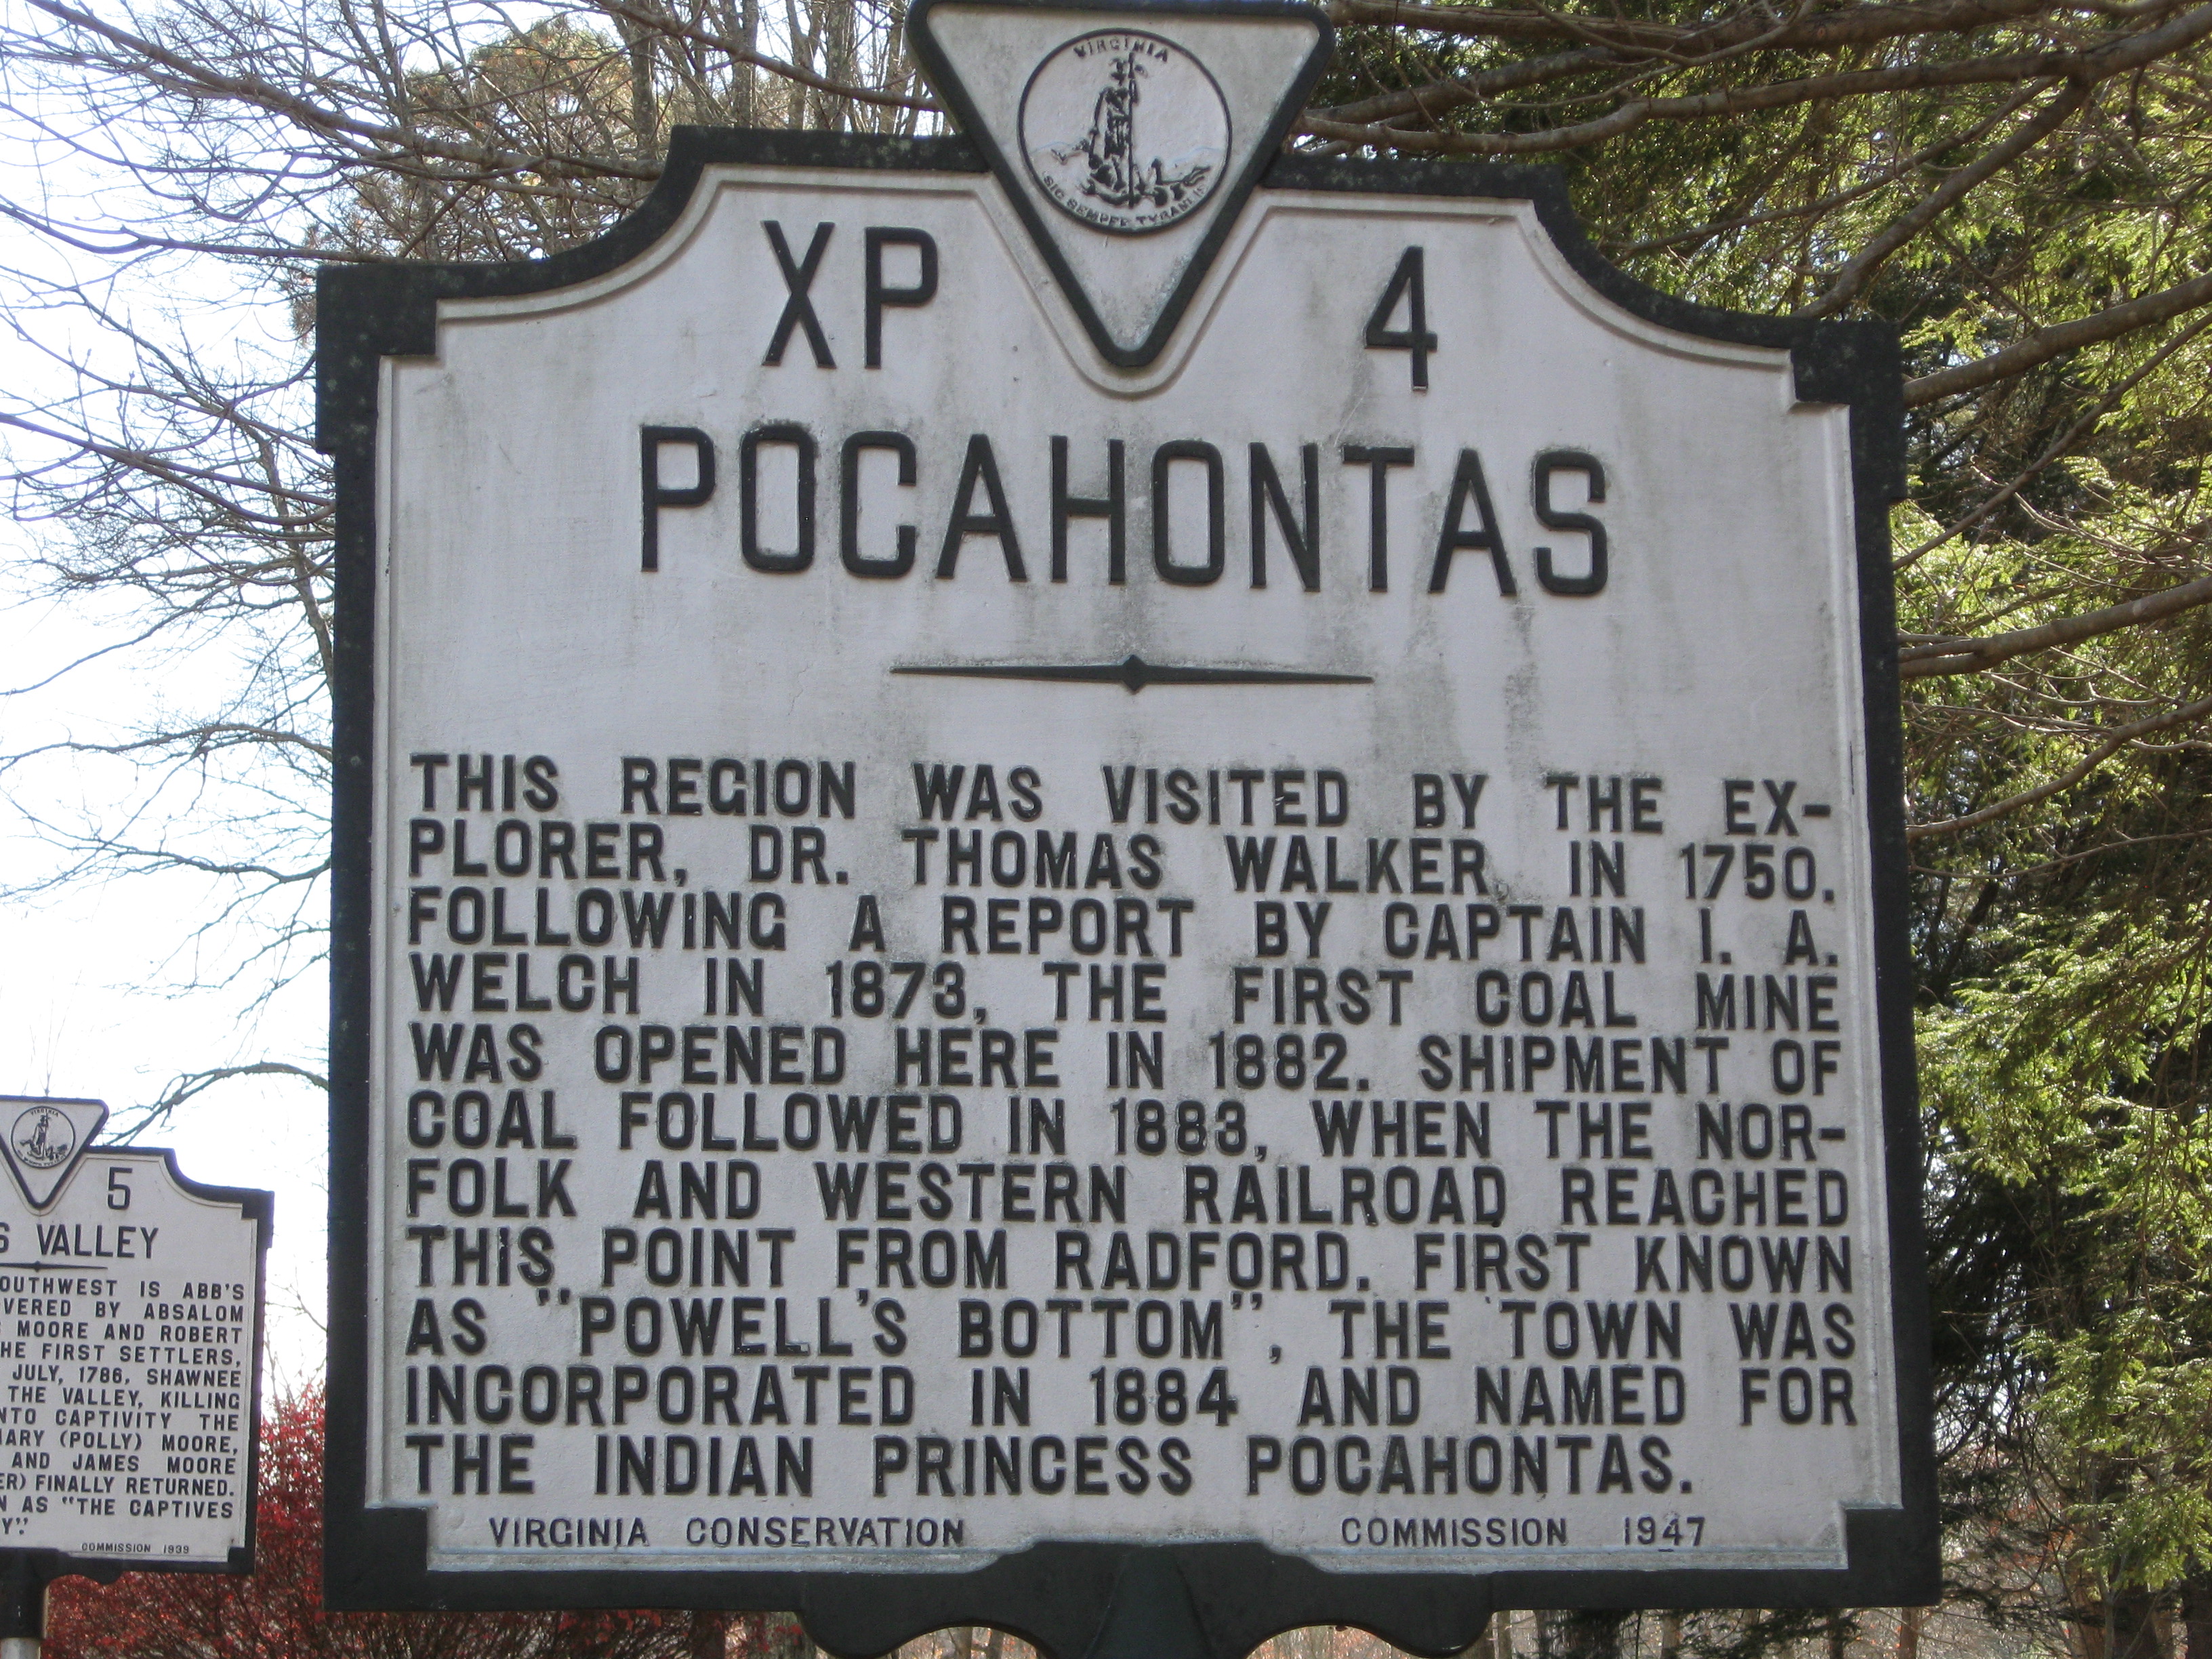 VIRGINIA
SIC SEMPER TYRANNIS
XP 4
POCAHONTAS
THIS REGION WAS VISITED BY THE EX-
PLORER, DR. THOMAS WALKER IN 1750.
FOLLOWING A REPORT BY CAPTAIN I. A.
WELCH IN 1873, THE FIRST COAL MINE
WAS OPENED HERE IN 1882. SHIPMENT OF
COAL FOLLOWED IN 1883, WHEN THE NOR-
FOLK AND WESTERN RAILROAD REACHED
THIS POINT FROM RADFORD. FIRST KNOWN
AS "POWELL'S BOTTOM", THE TOWN WAS
INCORPORATED IN 1884 AND NAMED FOR
THE INDIAN PRINCESS POCAHONTAS.
VIRGINIA CONSERVATION COMMISSION 1947
VIRGINIA
5
S VALLEY
OUTHWEST IS ABB'S
VERED BY ABSALOM
MOORE AND ROBERT
HE FIRST SETTLERS,
JULY, 1786, SHAWNEE
THE VALLEY, KILLING
NTO CAPTIVITY THE
MARY (POLLY) MOORE,
AND JAMES MOORE
ER) FINALLY RETURNED.
N AS "THE CAPTIVES
Y".
COMMISSION 1939